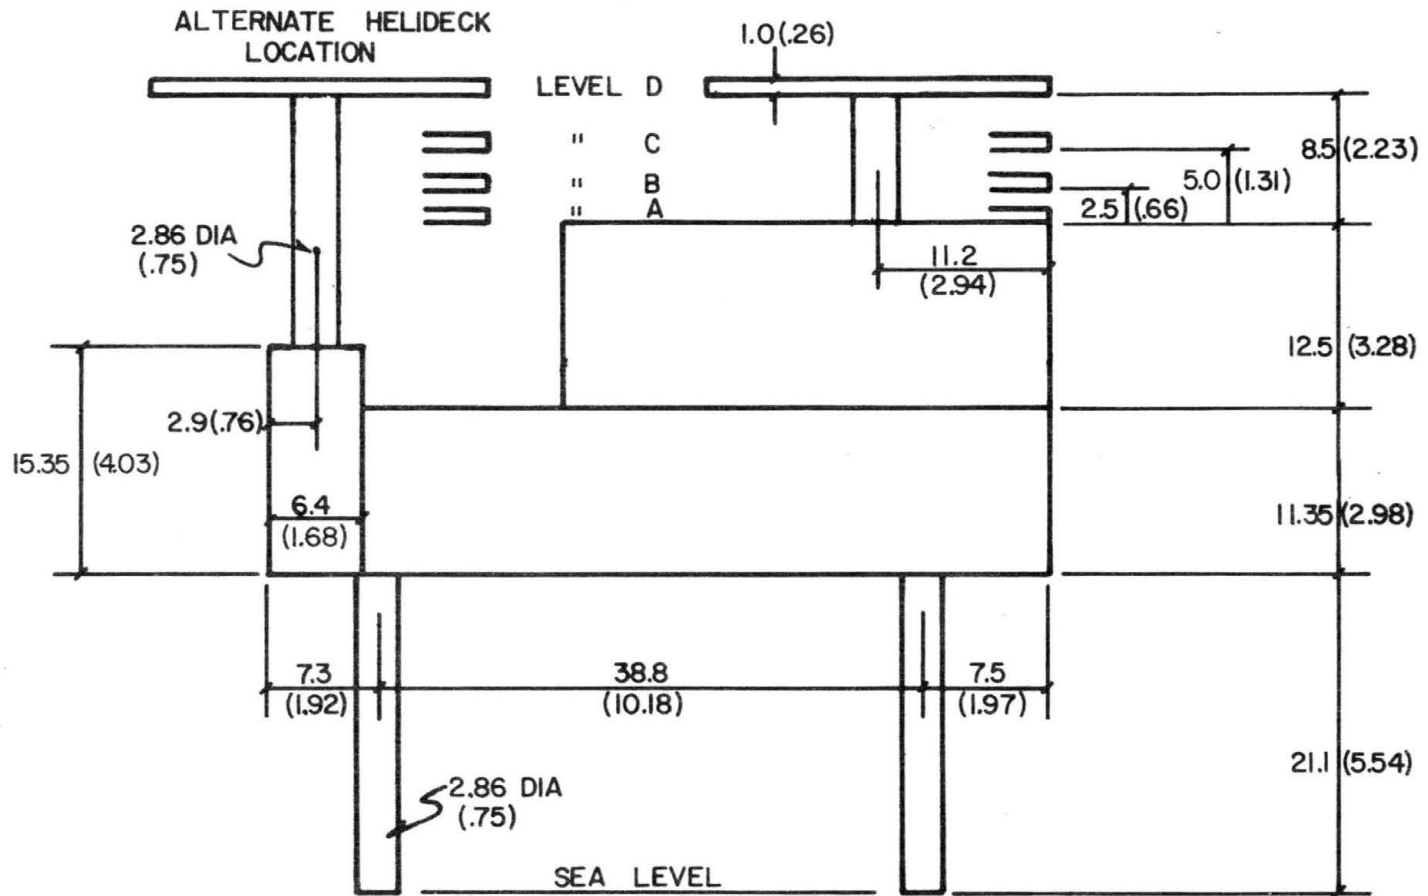 ALTERNATE HELIDECK
LOCATION
1.0(.26)
LEVEL D
" C
" B
" A
8.5 (2.23)
5.0 (1.31)
2.5 (.66)
2.86 DIA
(.75)
11.2
(2.94)
12.5 (3.28)
2.9(.76)
15.35 (4.03)
6.4
(1.68)
11.35 (2.98)
7.3
(1.92)
38.8
(10.18)
7.5
(1.97)
21.1 (5.54)
2.86 DIA
(.75)
SEA LEVEL